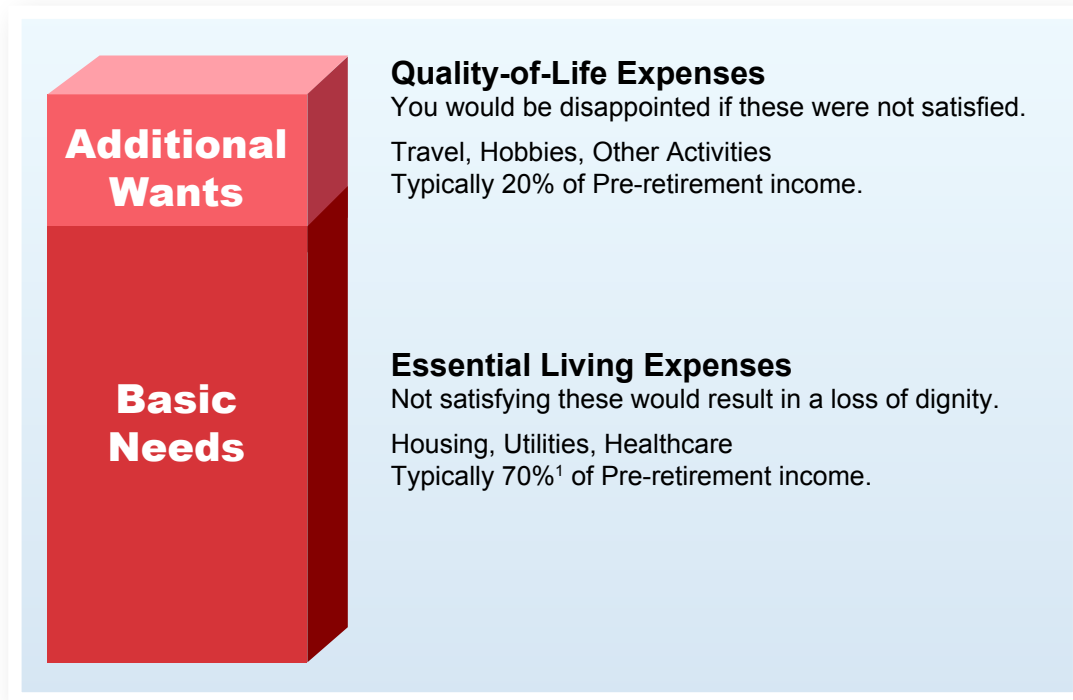 Additional
Wants
Quality-of-Life Expenses
You would be disappointed if these were not satisfied.
Travel, Hobbies, Other Activities
Typically 20% of Pre-retirement income.
Basic
Needs
Essential Living Expenses
Not satisfying these would result in a loss of dignity.
Housing, Utilities, Healthcare
Typically 70%¹ of Pre-retirement income.